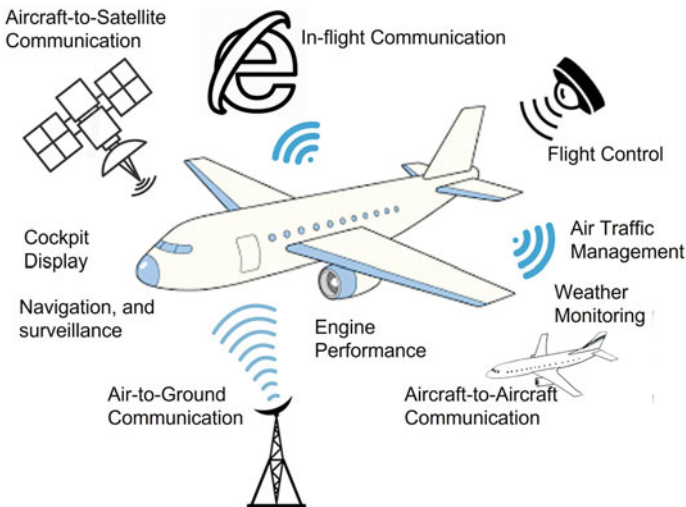 Aircraft-to-Satellite
Communication
In-flight Communication
Flight Control
Cockpit
Display
Air Traffic
Management
Navigation, and
surveillance
Weather
Monitoring
Engine
Performance
Air-to-Ground
Communication
Aircraft-to-Aircraft
Communication